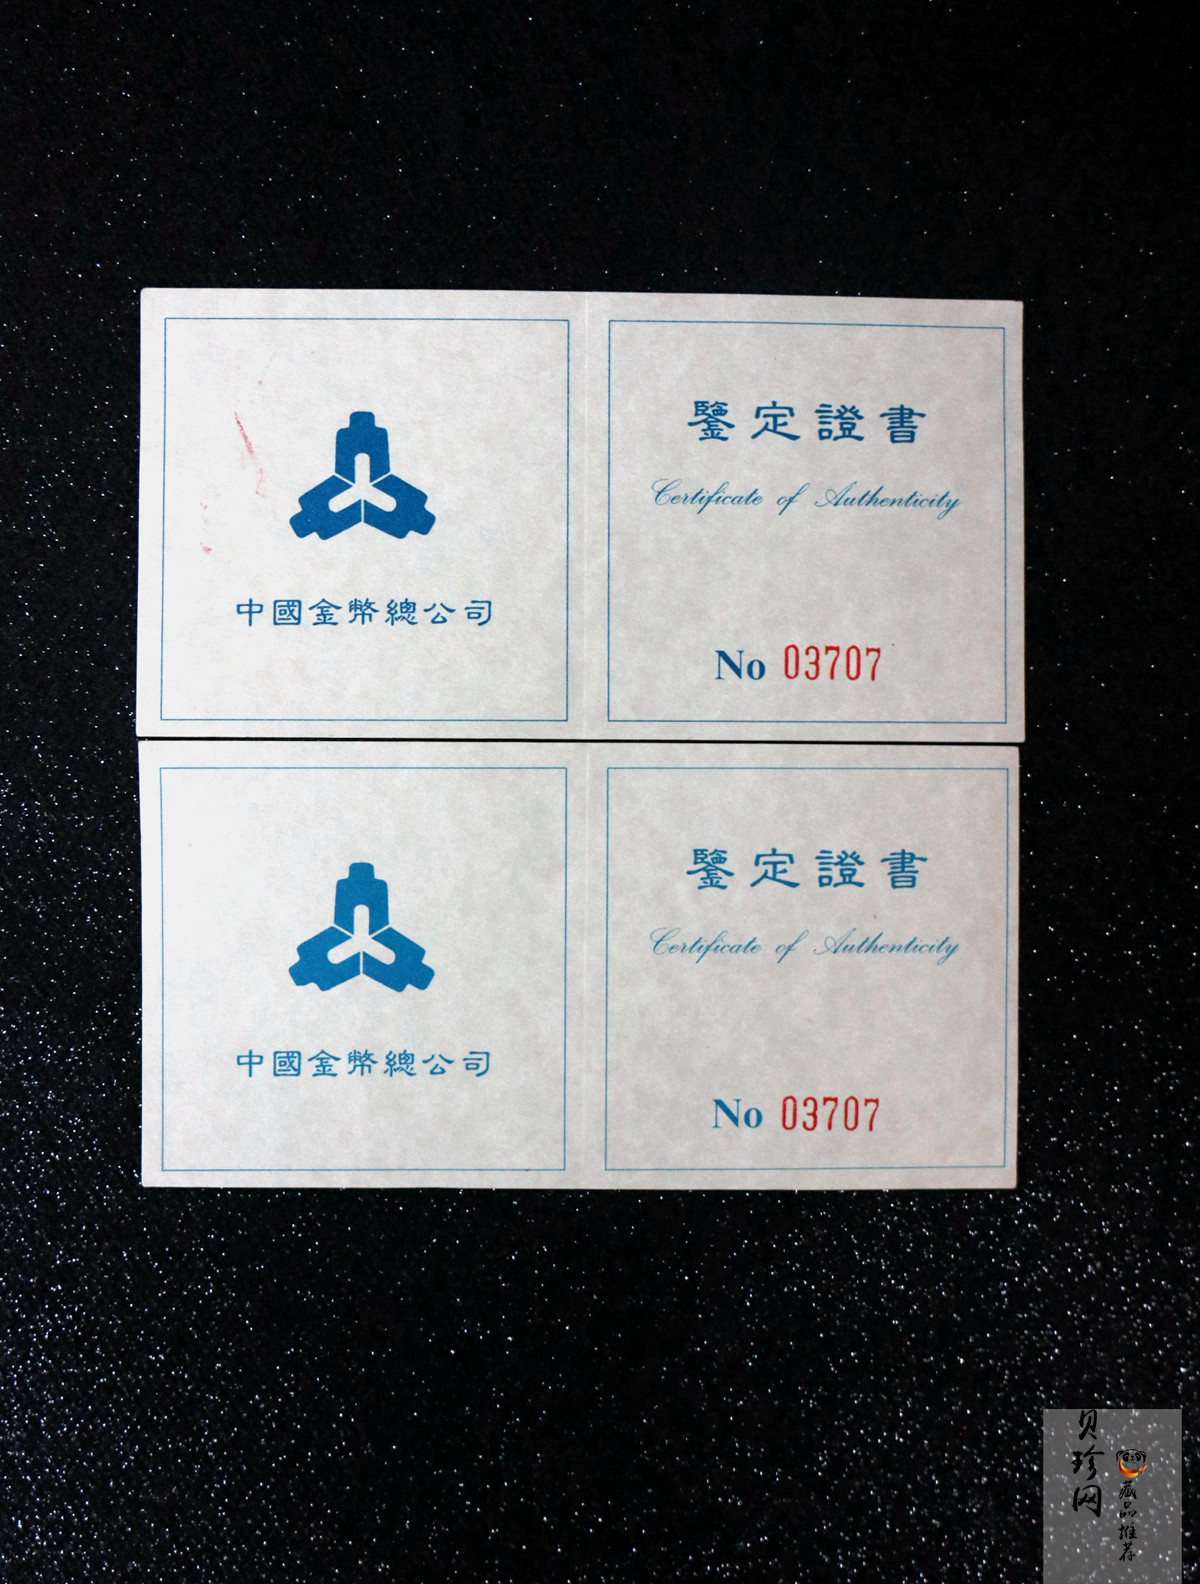 中國金幣總公司
鑒定證書
Certificate of Authenticity
No 03707
中國金幣總公司
鑒定證書
Certificate of Authenticity
No 03707
贝珍网
藏品推荐